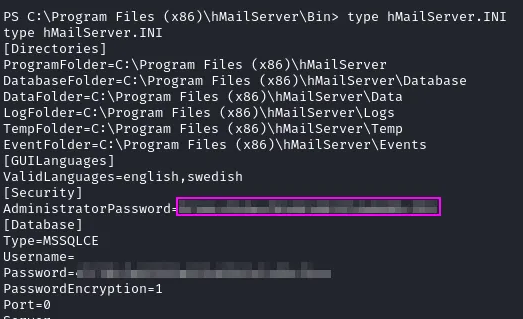 PS C:\Program Files (x86)\hMailServer\Bin> type hMailServer.INI
type hMailServer.INI
[Directories]
ProgramFolder=C:\Program Files (x86)\hMailServer
DatabaseFolder=C:\Program Files (x86)\hMailServer\Database
DataFolder=C:\Program Files (x86)\hMailServer\Data
LogFolder=C:\Program Files (x86)\hMailServer\Logs
TempFolder=C:\Program Files (x86)\hMailServer\Temp
EventFolder=C:\Program Files (x86)\hMailServer\Events
[GUILanguages]
ValidLanguages=english,swedish
[Security]
AdministratorPassword=
[Database]
Type=MSSQLCE
Username=
Password=
PasswordEncryption=1
Port=0